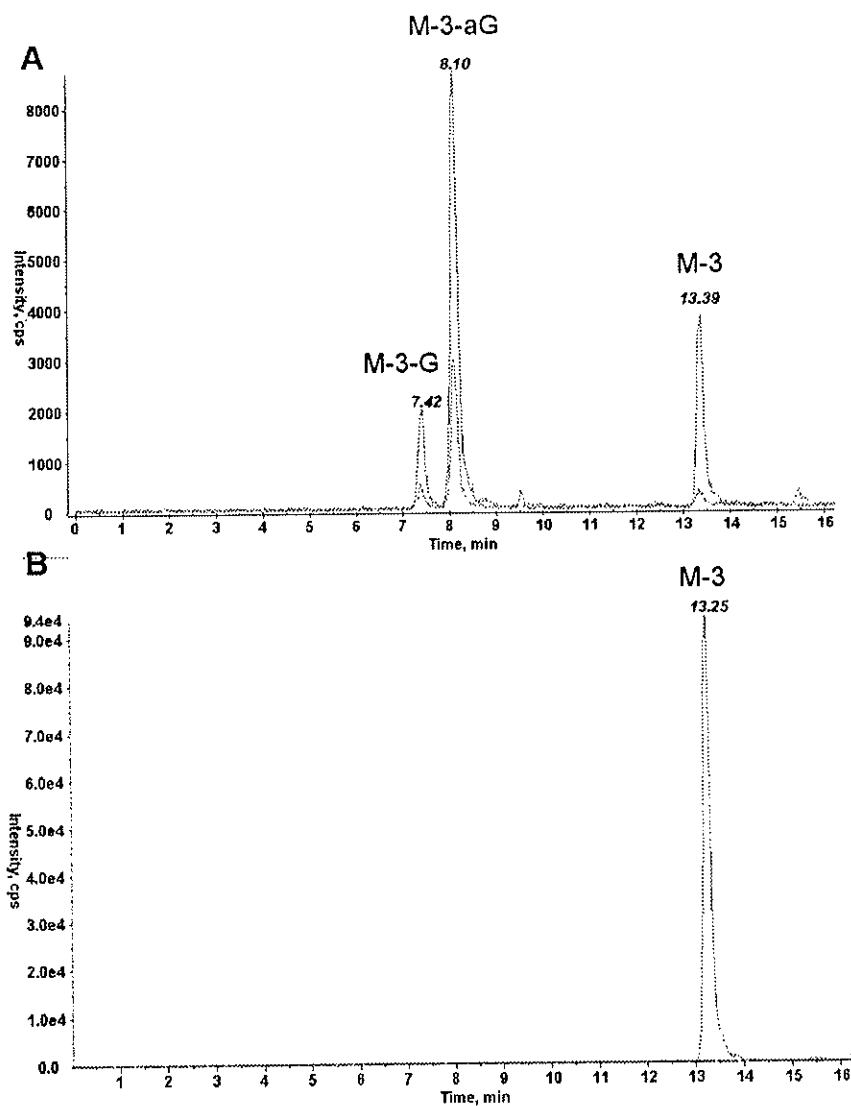 M-3-aG
A
8.10
8000
7000
6000
5000
4000
3000
2000
1000
0
Intensity, cps
M-3
13.39
M-3-G
7.42
0 1 2 3 4 5 6 7 8 9 10 11 12 13 14 15 16
Time, min
B
M-3
13.25
9.4e4
9.0e4
8.0e4
7.0e4
6.0e4
5.0e4
4.0e4
3.0e4
2.0e4
1.0e4
0.0
Intensity, cps
1 2 3 4 5 6 7 8 9 10 11 12 13 14 15 16
Time, min